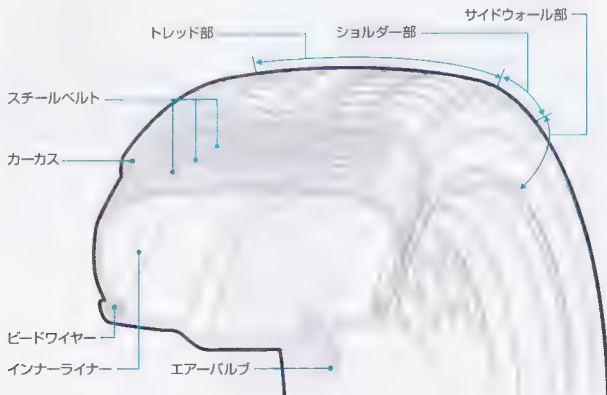 サイドウォール部
トレッド部
ショルダー部
スチールベルト
カーカス
ビードワイヤー
インナーライナー
エアーバルブ